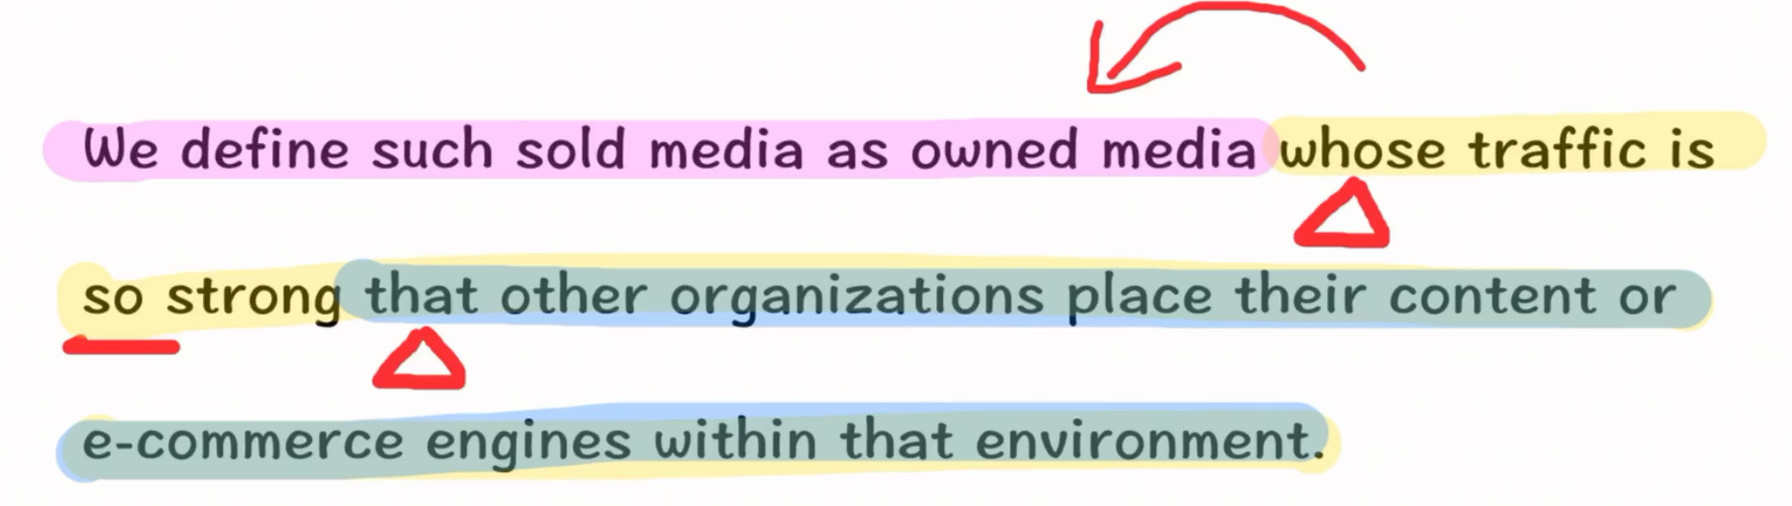 We define such sold media as owned media whose traffic is
so strong that other organizations place their content or
e-commerce engines within that environment.